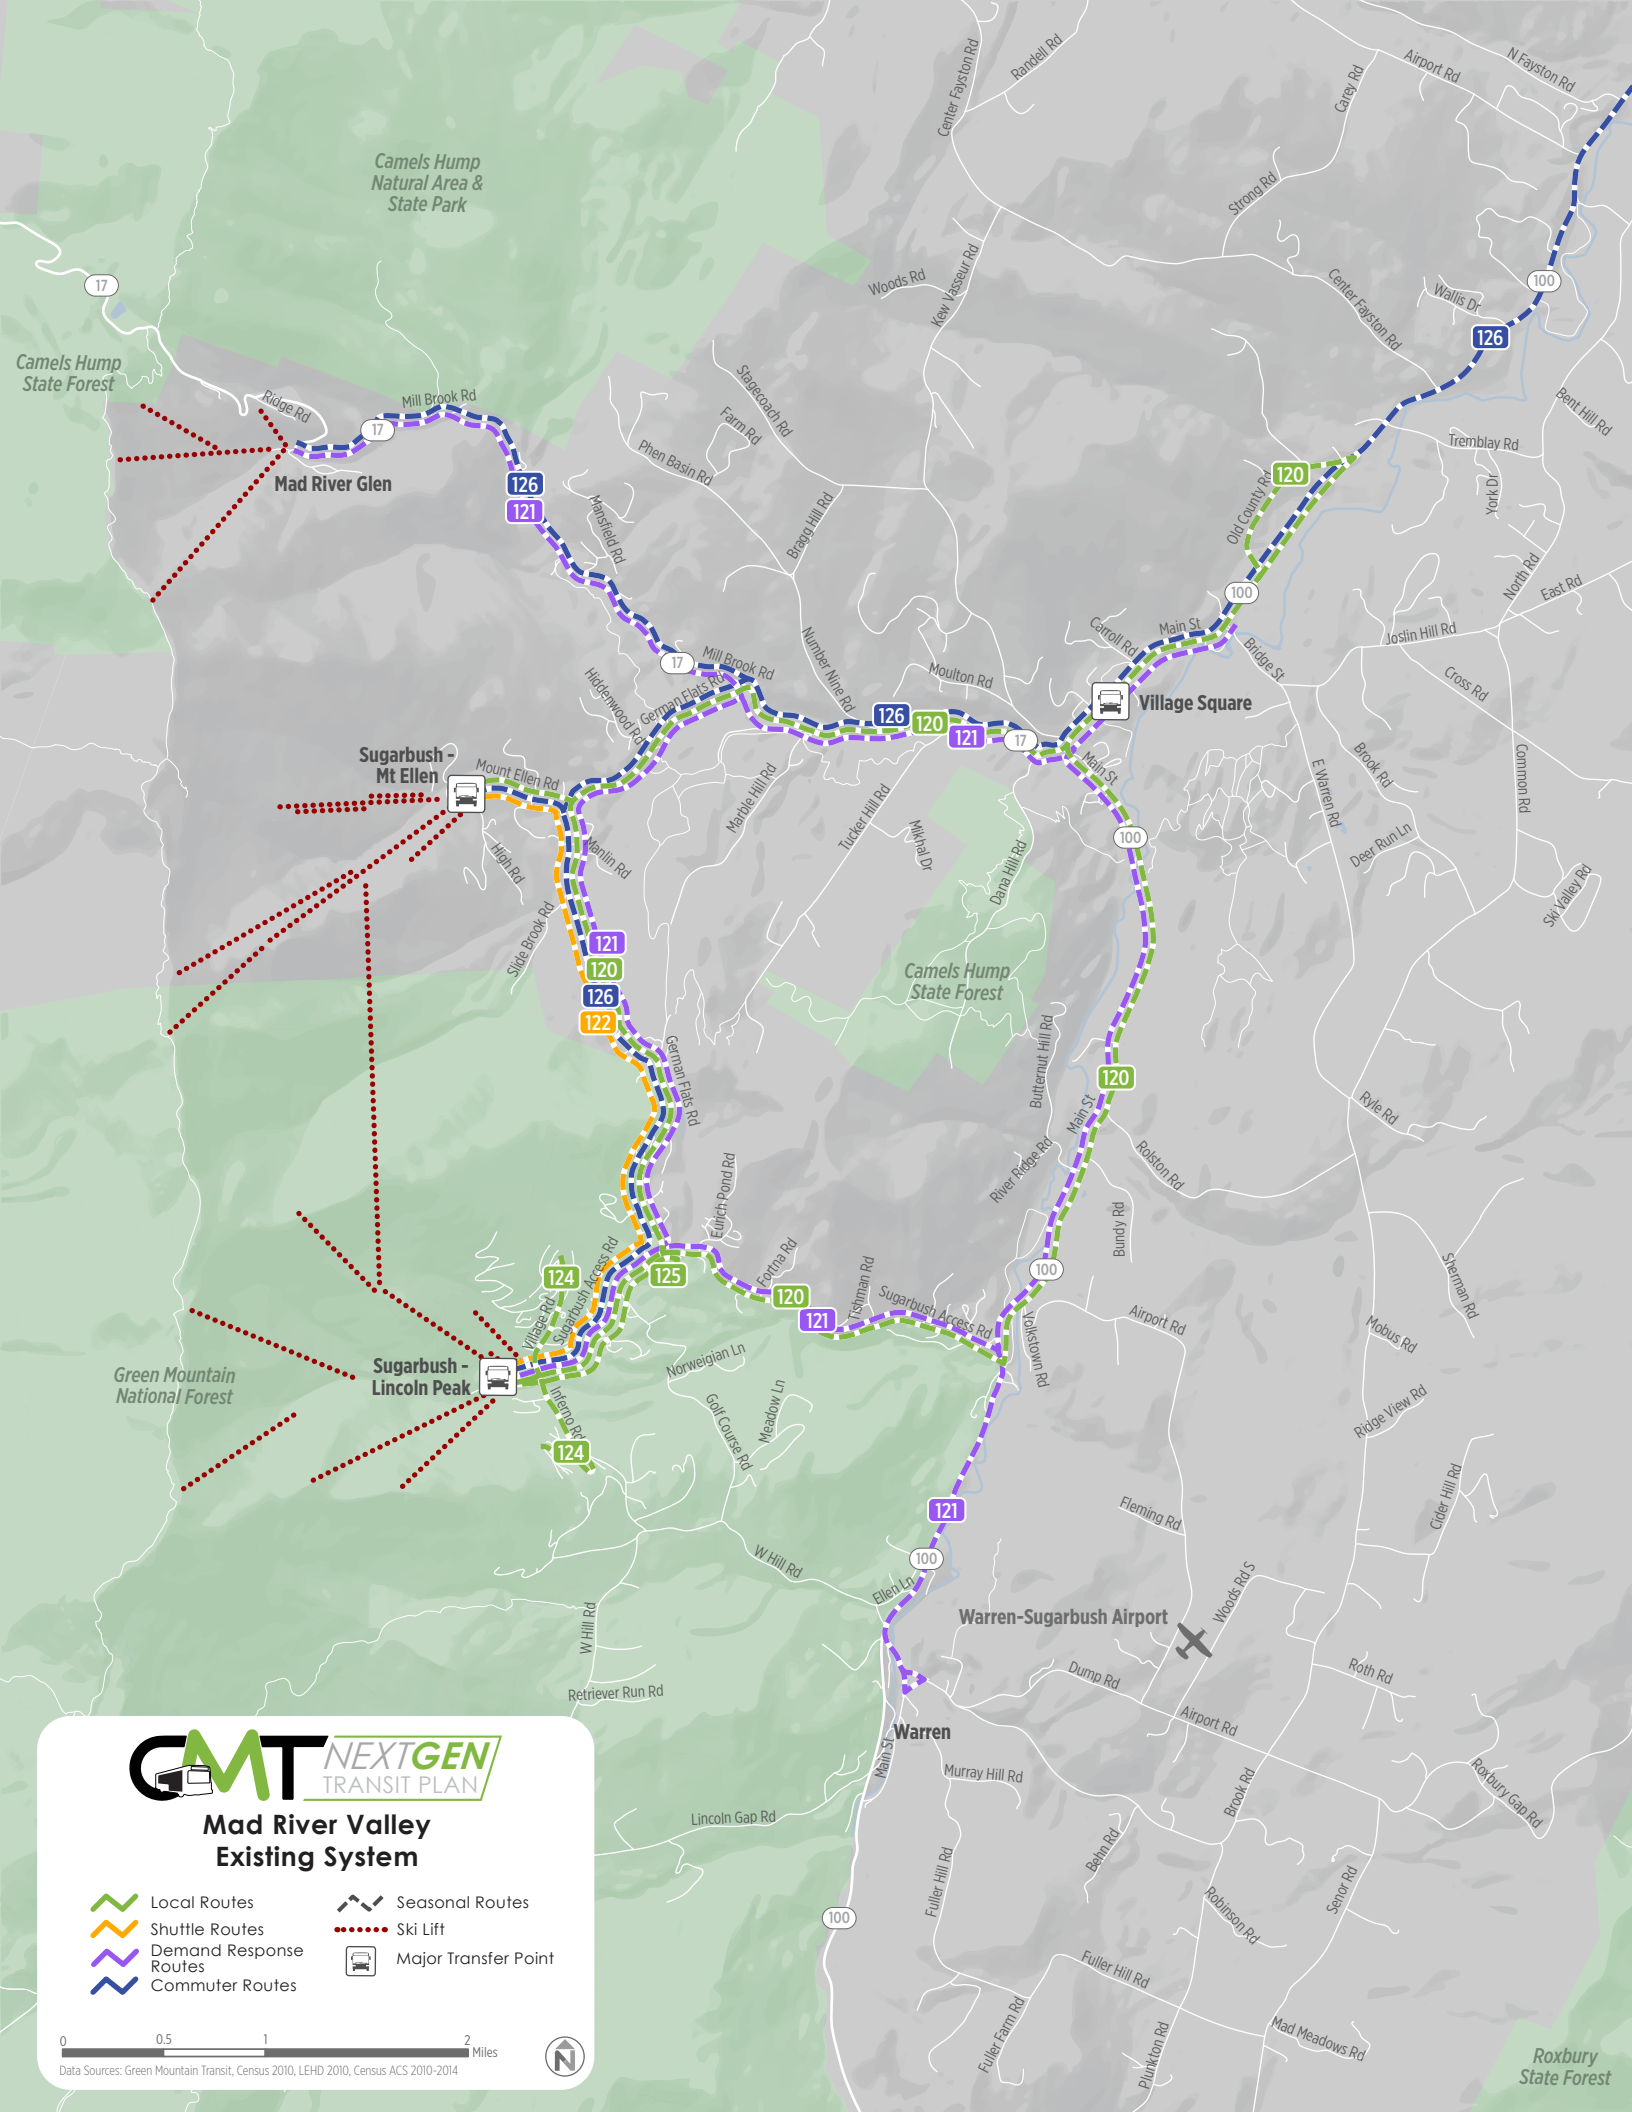 Center Fayston Rd
Randell Rd
Carey Rd
Airport Rd
N Fayston Rd
Camels Hump
Natural Area &
State Park
Strong Rd
17
Woods Rd
Kew Vasseur Rd
Center Fayston Rd
Wallis Dr
100
126
Camels Hump
State Forest
Ridge Rd
Mill Brook Rd
17
Stagecoach Rd
Farm Rd
Phen Basin Rd
Bent Hill Rd
Tremblay Rd
York Dr
120
Old County Rd
Mad River Glen
126
121
Mansfield Rd
Bragg Hill Rd
North Rd
East Rd
100
Joslin Hill Rd
Carroll Rd
Main St
Bridge St
Cross Rd
17
Mill Brook Rd
German Flats Rd
Hiddenwood Rd
Number Nine Rd
Moulton Rd
126
120
121
17
Village Square
Main St
Sugarbush -
Mt Ellen
Mount Ellen Rd
High Rd
Manlin Rd
Slide Brook Rd
Marble Hill Rd
Tucker Hill Rd
Mikhal Dr
Dana Hill Rd
100
E Warren Rd
Brook Rd
Common Rd
Deer Run Ln
Ski Valley Rd
121
120
126
122
Camels Hump
State Forest
German Flats Rd
Butternut Hill Rd
120
Main St
Ryle Rd
River Ridge Rd
Rolston Rd
Eurich Pond Rd
Bundy Rd
124
Village Rd
Sugarbush Access Rd
125
Fortna Rd
120
121
Tishman Rd
Sugarbush Access Rd
100
Volkstown Rd
Airport Rd
Sherman Rd
Mobus Rd
Green Mountain
National Forest
Sugarbush -
Lincoln Peak
Norweigian Ln
Golf Course Rd
Meadow Ln
Inferno Rd
124
Ridge View Rd
Cider Hill Rd
121
Fleming Rd
100
W Hill Rd
Ellen Ln
Woods Rd S
Warren-Sugarbush Airport
W Hill Rd
Retriever Run Rd
Dump Rd
Roth Rd
Airport Rd
Warren
Main St
Murray Hill Rd
Brook Rd
Roxbury Gap Rd
Lincoln Gap Rd
Behn Rd
Fuller Hill Rd
Senor Rd
Robinson Rd
100
Fuller Hill Rd
Fuller Farm Rd
Plunkton Rd
Mad Meadows Rd
Roxbury
State Forest
GMT NEXTGEN
TRANSIT PLAN
Mad River Valley
Existing System
Local Routes
Shuttle Routes
Demand Response
Routes
Commuter Routes
Seasonal Routes
Ski Lift
Major Transfer Point
0 0.5 1 2 Miles
N
Data Sources: Green Mountain Transit, Census 2010, LEHD 2010, Census ACS 2010-2014